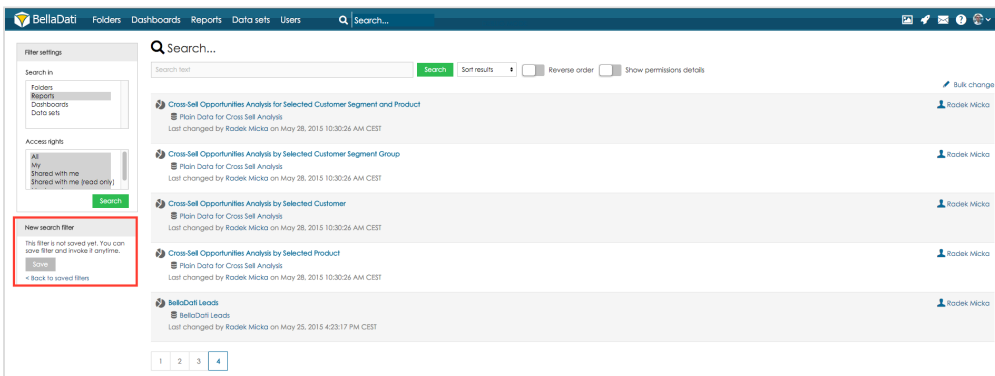 BellaDati Folders Dashboards Reports Data sets Users Search...
Filter settings
Search in
Folders
Reports
Dashboards
Data sets
Access rights
All
My
Shared with me
Shared with me (read only)
Search
New search filter
This filter is not saved yet. You can
save filter and invoke it anytime.
Save
< Back to saved filters
Search...
Search text Search Sort results Reverse order Show permissions details
Bulk change
Cross-Sell Opportunities Analysis for Selected Customer Segment and Product Radek Micka
Plain Data for Cross Sell Analysis
Last changed by Radek Micka on May 28, 2015 10:30:26 AM CEST
Cross-Sell Opportunities Analysis by Selected Customer Segment Group Radek Micka
Plain Data for Cross Sell Analysis
Last changed by Radek Micka on May 28, 2015 10:30:26 AM CEST
Cross-Sell Opportunities Analysis by Selected Customer Radek Micka
Plain Data for Cross Sell Analysis
Last changed by Radek Micka on May 28, 2015 10:30:26 AM CEST
Cross-Sell Opportunities Analysis by Selected Product Radek Micka
Plain Data for Cross Sell Analysis
Last changed by Radek Micka on May 28, 2015 10:30:26 AM CEST
BellaDati Leads Radek Micka
BellaDati Leads
Last changed by Radek Micka on May 25, 2015 4:23:17 PM CEST
1 2 3 4